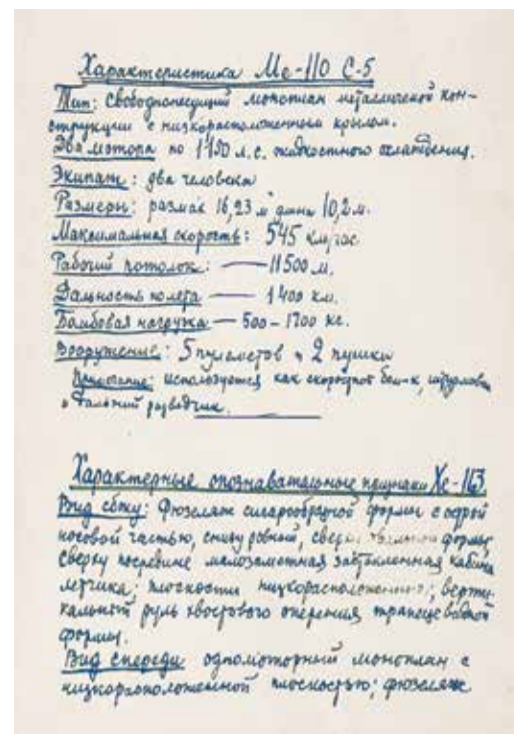 Характеристика Ме-110 С-5
Тип: Свободнонесущий моноплан металлической кон-
струкции с низкорасположенным крылом.
Два мотора по 1150 л.с. жидкостного охлаждения.
Экипаж: два человека
Размеры: размах 16,23 м длина 10,2 м.
Максимальная скорость: 545 км/час
Рабочий потолок: — 11500 м.
Дальность полета — 1400 км.
Бомбовая нагрузка — 500-1700 кг.
Вооружение: 5 пулеметов и 2 пушки
Примечание: используется как скоростной бом-к,
и дальний разведчик.
Характерные опознавательные признаки Хе-163
Вид сбоку: Фюзеляж сигарообразной формы с острой
носовой частью, снизу ровный, сверху формы
Сверху посредине малозаметная застекленная кабина
летчика; плоскости низкорасположенные; верти-
кальный руль хвостового оперения трапецевидной
формы.
Вид спереди одномоторный моноплан с
низкорасположенной плоскостью; фюзеляж